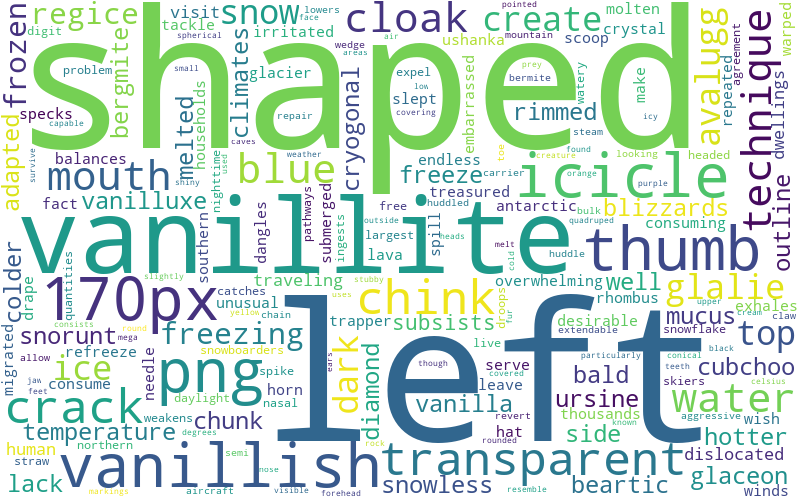 shaped
left
vanillite
170px
png
vanillish
transparent
icicle
thumb
technique
cloak
snow
regice
create
avalugg
blue
mouth
chink
crack
water
glalie
dark
top
side
well
ice
frozen
adapted
bergmite
melted
climates
cryogonal
rimmed
freeze
blizzards
outline
vanilluxe
freezing
snorunt
subsists
mucus
cubchoo
bald
ursine
vanilla
diamond
chunk
temperature
lack
hotter
glaceon
beartic
snowless
colder
visit
tackle
irritated
glacier
households
specks
balances
fact
digit
problem
lowers
face
spherical
wedge
areas
small
repair
air
expel
slept
low
covering
pointed
mountain
ushanka
embarrassed
prey
bermite
watery
steam
icy
caves
molten
scoop
crystal
make
repeated
agreement
warped
dwellings
headed
looking
found
creature
toe
capable
survive
shiny
used
nighttime
weather
endless
treasured
carrier
orange
purple
antarctic
consuming
southern
dangles
pathways
submerged
free
huddled
outside
largest
ingests
lava
spill
heads
melt
cold
huddle
quadruped
bulk
migrated
drape
quantities
slightly
stubby
traveling
catches
unusual
chain
uses
yellow
trapper
droops
fur
overwhelming
rhombus
desirable
extendable
exhales
upper
claw
snowflake
consists
round
mega
allow
refreeze
snowboarders
spike
horn
nasal
needle
daylight
weakens
consume
jaw
feet
live
serve
leave
hat
revert
rounded
though
covered
ears
particularly
conical
teeth
cream
black
celsius
skiers
thousands
wish
aggressive
known
dislocated
winds
human
straw
northern
degrees
semi
rock
nose
markings
aircraft
visible
forehead
resemble